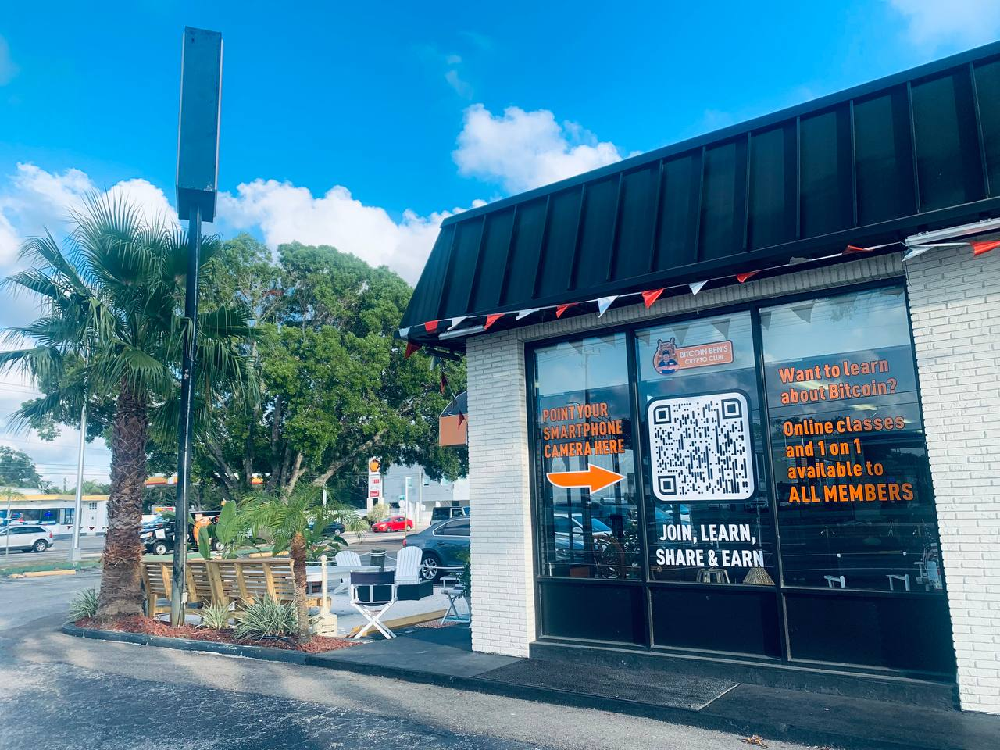 BITCOIN BEN'S
CRYPTO CLUB
POINT YOUR
SMARTPHONE
CAMERA HERE
JOIN, LEARN,
SHARE & EARN
Want to learn
about Bitcoin?
Online classes
and 1 on 1
available to
ALL MEMBERS